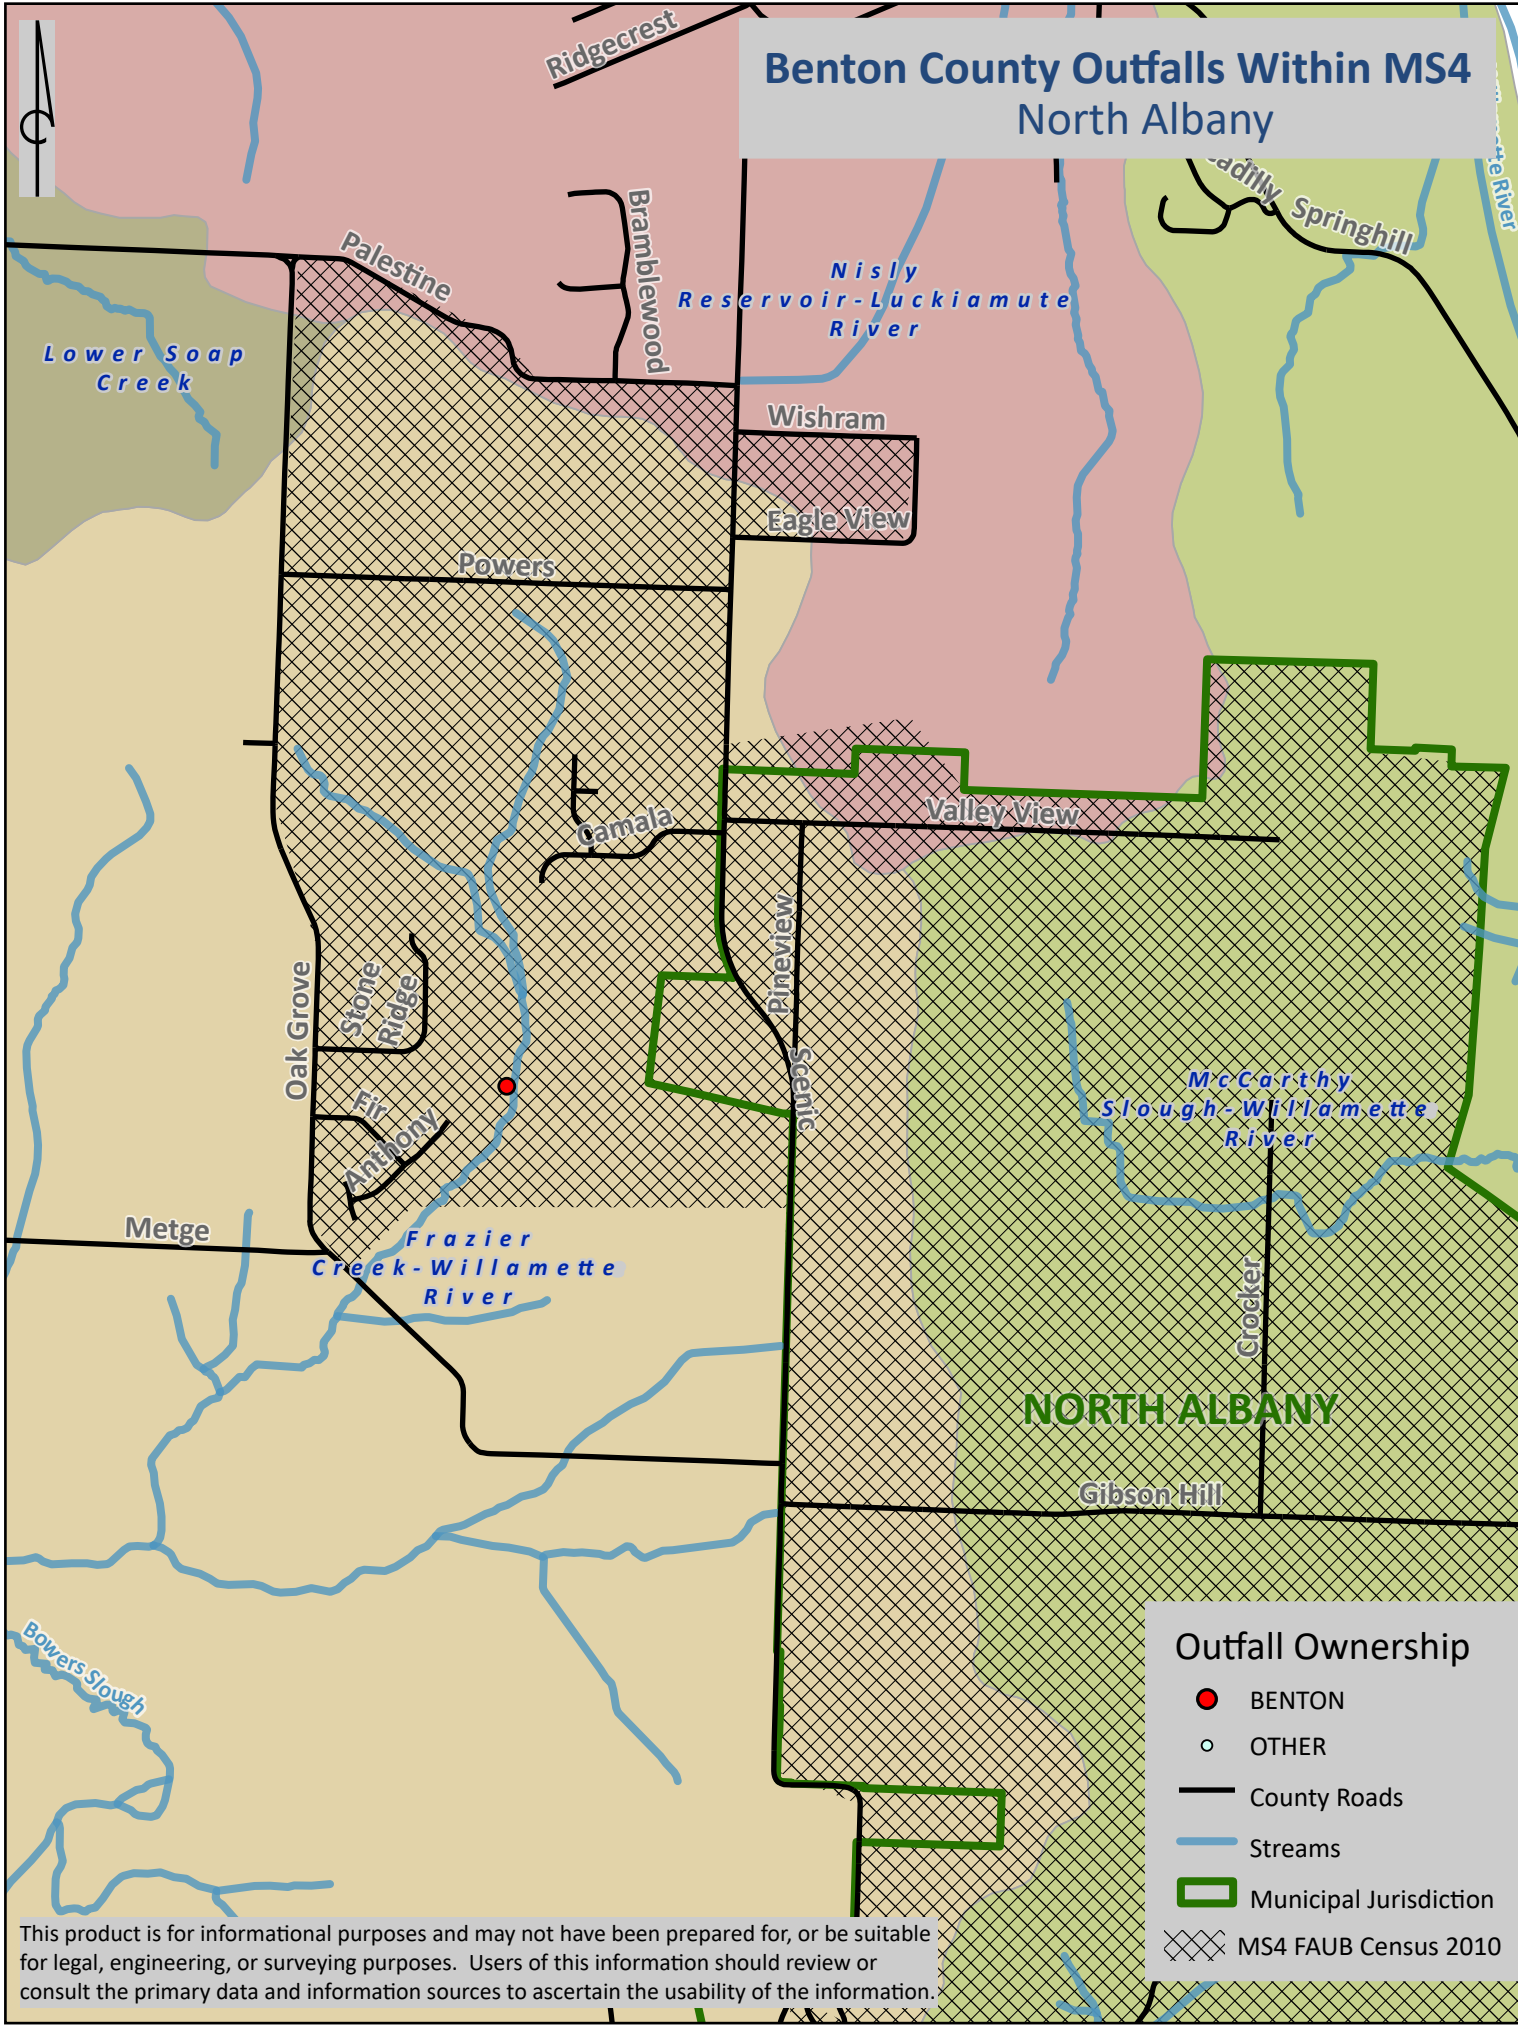 Ridgecrest
Benton County Outfalls Within MS4
North Albany
River
Springhill
Bramblewood
Palestine
Nisly
Reservoir-Luckiamute
River
Lower Soap
Creek
Wishram
Eagle View
Powers
Camala
Valley View
Pineview
Oak Grove
Stone
Ridge
Scenic
McCarthy
Slough-Willamette
River
Fir
Anthony
Metge
Frazier
Creek-Willamette
River
Crocker
NORTH ALBANY
Gibson Hill
Bowers Slough
Outfall Ownership
BENTON
OTHER
County Roads
Streams
Municipal Jurisdiction
MS4 FAUB Census 2010
This product is for informational purposes and may not have been prepared for, or be suitable
for legal, engineering, or surveying purposes. Users of this information should review or
consult the primary data and information sources to ascertain the usability of the information.